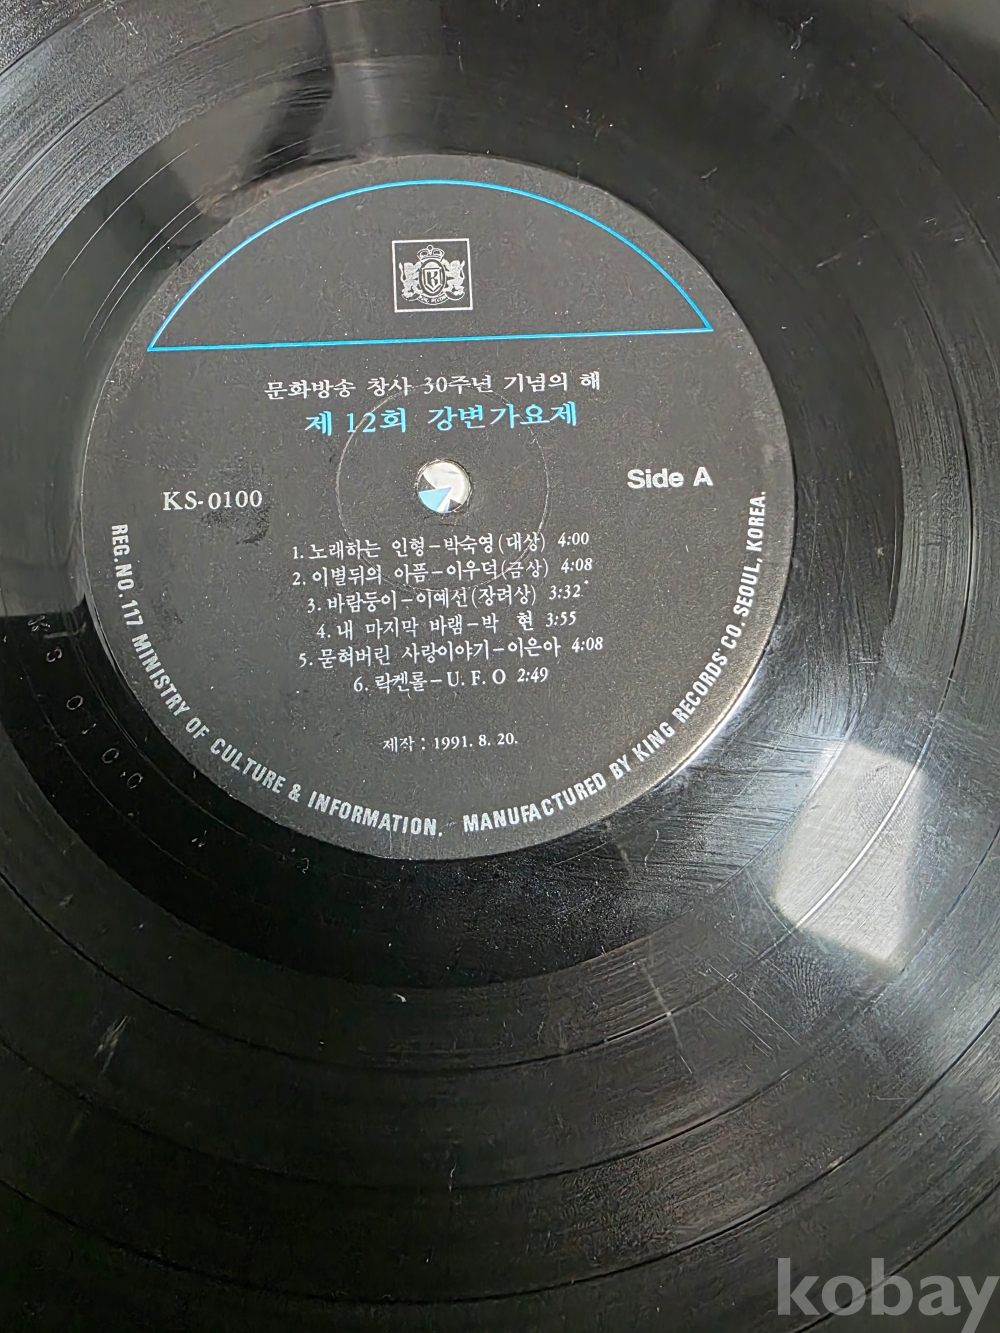 문화방송 창사 30주년 기념의 해
제 12회 강변가요제
KS-0100
Side A
1. 노래하는 인형-박숙영(대상) 4:00
2. 이별뒤의 아픔-이우덕(금상) 4:08
3. 바람둥이-이예선(장려상) 3:32
4. 내 마지막 바램-박 현 3:55
5. 묻혀버린 사랑이야기-이은아 4:08
6. 락켄롤-U. F. O 2:49
제작 : 1991. 8. 20.
REG. NO. 117 MINISTRY OF CULTURE & INFORMATION. MANUFACTURED BY KING RECORDS CO. SEOUL, KOREA.
kobay